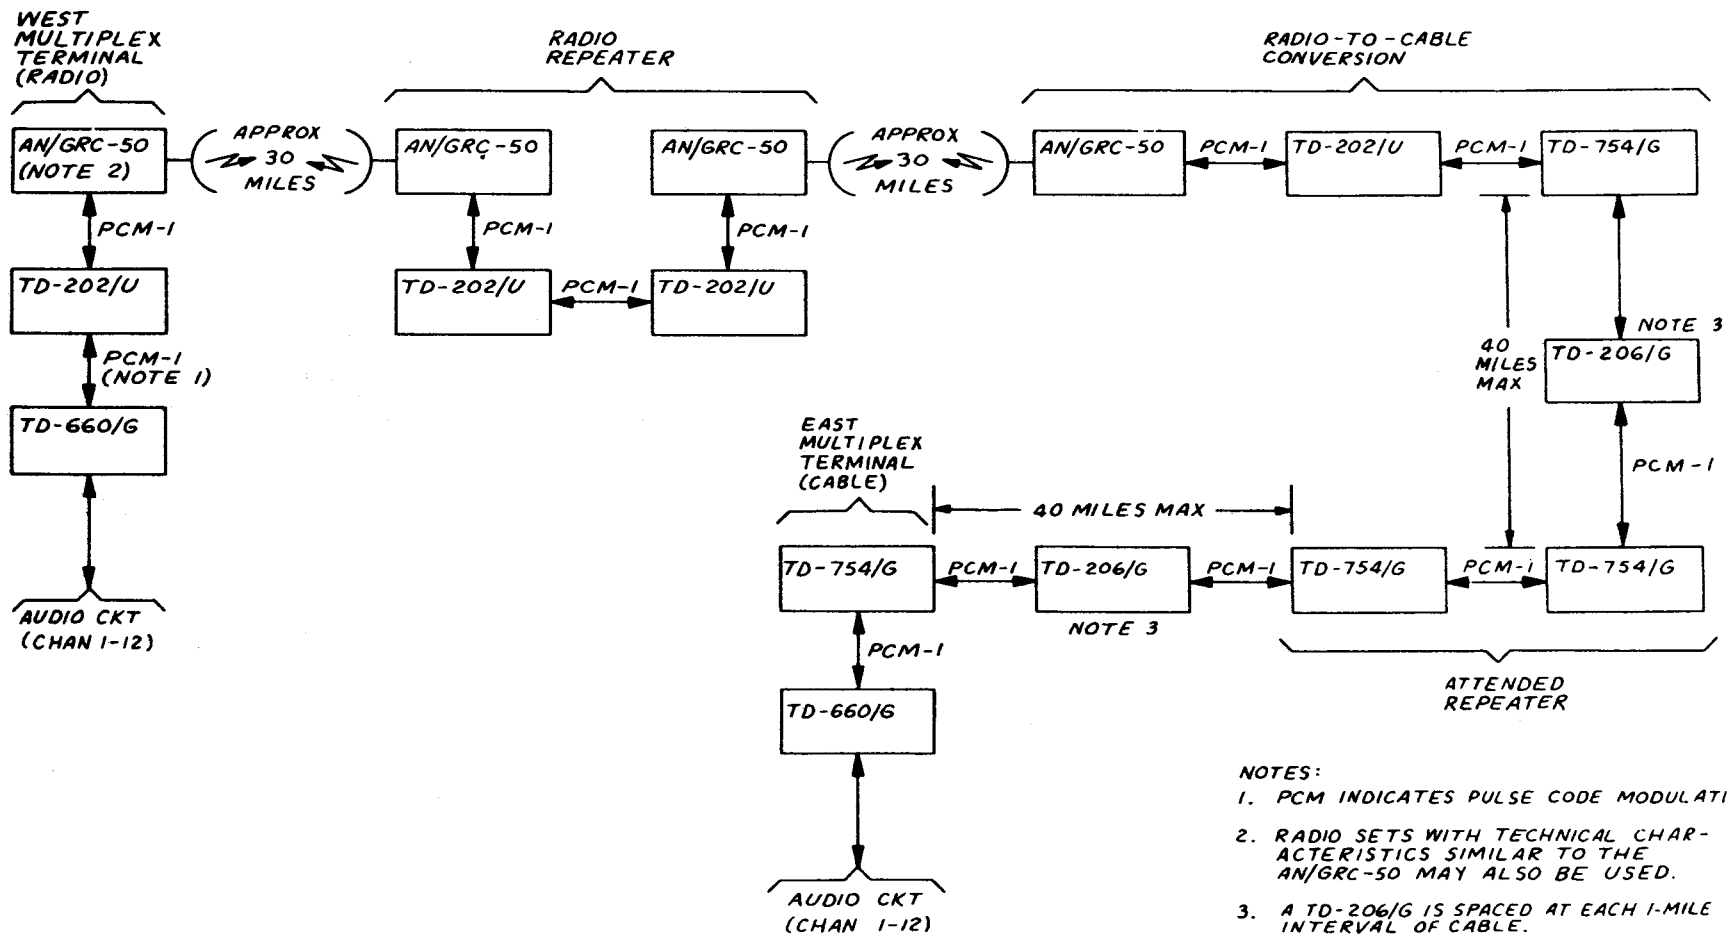 WEST
MULTIPLEX
TERMINAL
(RADIO)
RADIO
REPEATER
RADIO-TO-CABLE
CONVERSION
AN/GRC-50
(NOTE 2)
APPROX
30
MILES
AN/GRC-50
AN/GRC-50
APPROX
30
MILES
AN/GRC-50
PCM-1
TD-202/U
PCM-1
TD-754/G
PCM-1
PCM-1
PCM-1
TD-202/U
TD-202/U
PCM-1
TD-202/U
PCM-1
(NOTE 1)
NOTE 3
40
MILES
MAX
TD-206/G
TD-660/G
PCM-1
EAST
MULTIPLEX
TERMINAL
(CABLE)
40 MILES MAX
TD-754/G
PCM-1
TD-206/G
PCM-1
TD-754/G
PCM-1
TD-754/G
AUDIO CKT
(CHAN 1-12)
NOTE 3
PCM-1
ATTENDED
REPEATER
TD-660/G
AUDIO CKT
(CHAN 1-12)
NOTES:
1. PCM INDICATES PULSE CODE MODULATI
2. RADIO SETS WITH TECHNICAL CHAR-
ACTERISTICS SIMILAR TO THE
AN/GRC-50 MAY ALSO BE USED.
3. A TD-206/G IS SPACED AT EACH 1-MILE
INTERVAL OF CABLE.